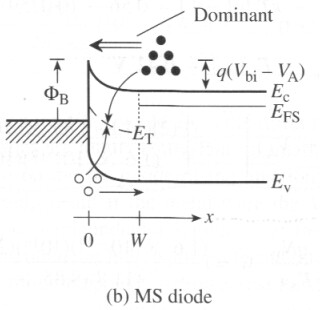 Dominant
q(V_bi − V_A)
Φ_B
E_c
E_FS
E_T
E_v
x
0 W
(b) MS diode